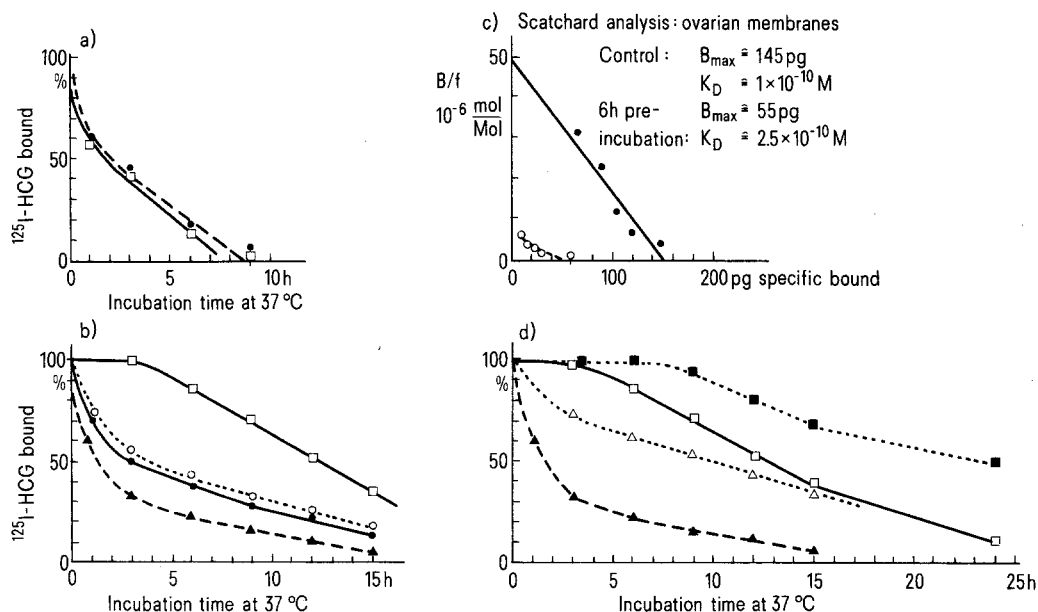 a)
100
%
50
0
¹²⁵I-HCG bound
0
5
10 h
Incubation time at 37 °C
c) Scatchard analysis: ovarian membranes
Control : Bmax ≙ 145 pg
KD ≙ 1×10⁻¹⁰ M
6h pre-incubation: Bmax ≙ 55 pg
KD ≙ 2.5×10⁻¹⁰ M
B/f
10⁻⁶ mol/Mol
50
0
0
100
200 pg specific bound
b)
100
%
50
0
¹²⁵I-HCG bound
0
5
10
15 h
Incubation time at 37 °C
d)
100
%
50
0
0
5
10
15
20
25h
Incubation time at 37 °C